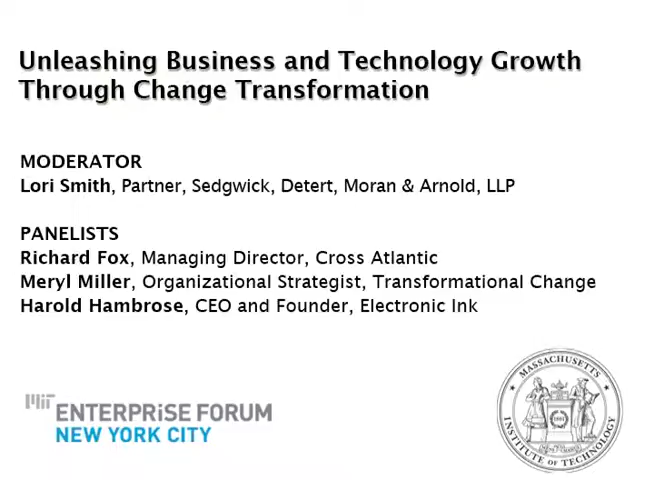 Unleashing Business and Technology Growth
Through Change Transformation
MODERATOR
Lori Smith, Partner, Sedgwick, Detert, Moran & Arnold, LLP
PANELISTS
Richard Fox, Managing Director, Cross Atlantic
Meryl Miller, Organizational Strategist, Transformational Change
Harold Hambrose, CEO and Founder, Electronic Ink
MIT
ENTERPRiSE FORUM
NEW YORK CITY
MASSACHUSETTS
INSTITUTE OF TECHNOLOGY